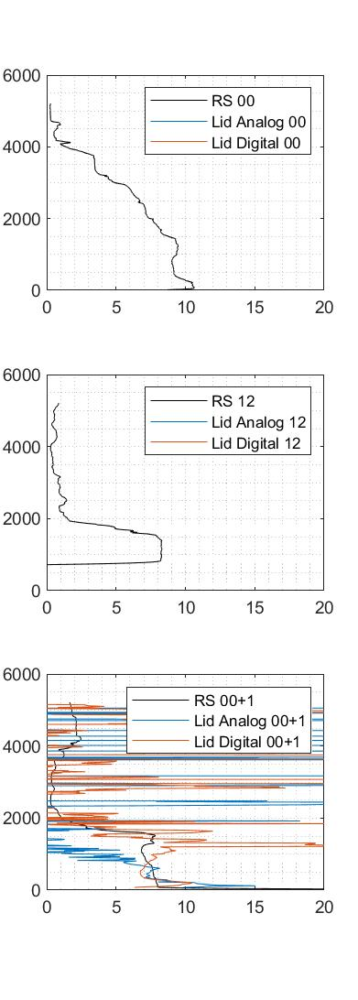 6000
RS 00
Lid Analog 00
4000
Lid Digital 00
2000
0
0 5 10 15 20
6000
RS 12
Lid Analog 12
4000
Lid Digital 12
2000
0
0 5 10 15 20
6000
RS 00+1
Lid Analog 00+1
4000
Lid Digital 00+1
2000
0
0 5 10 15 20